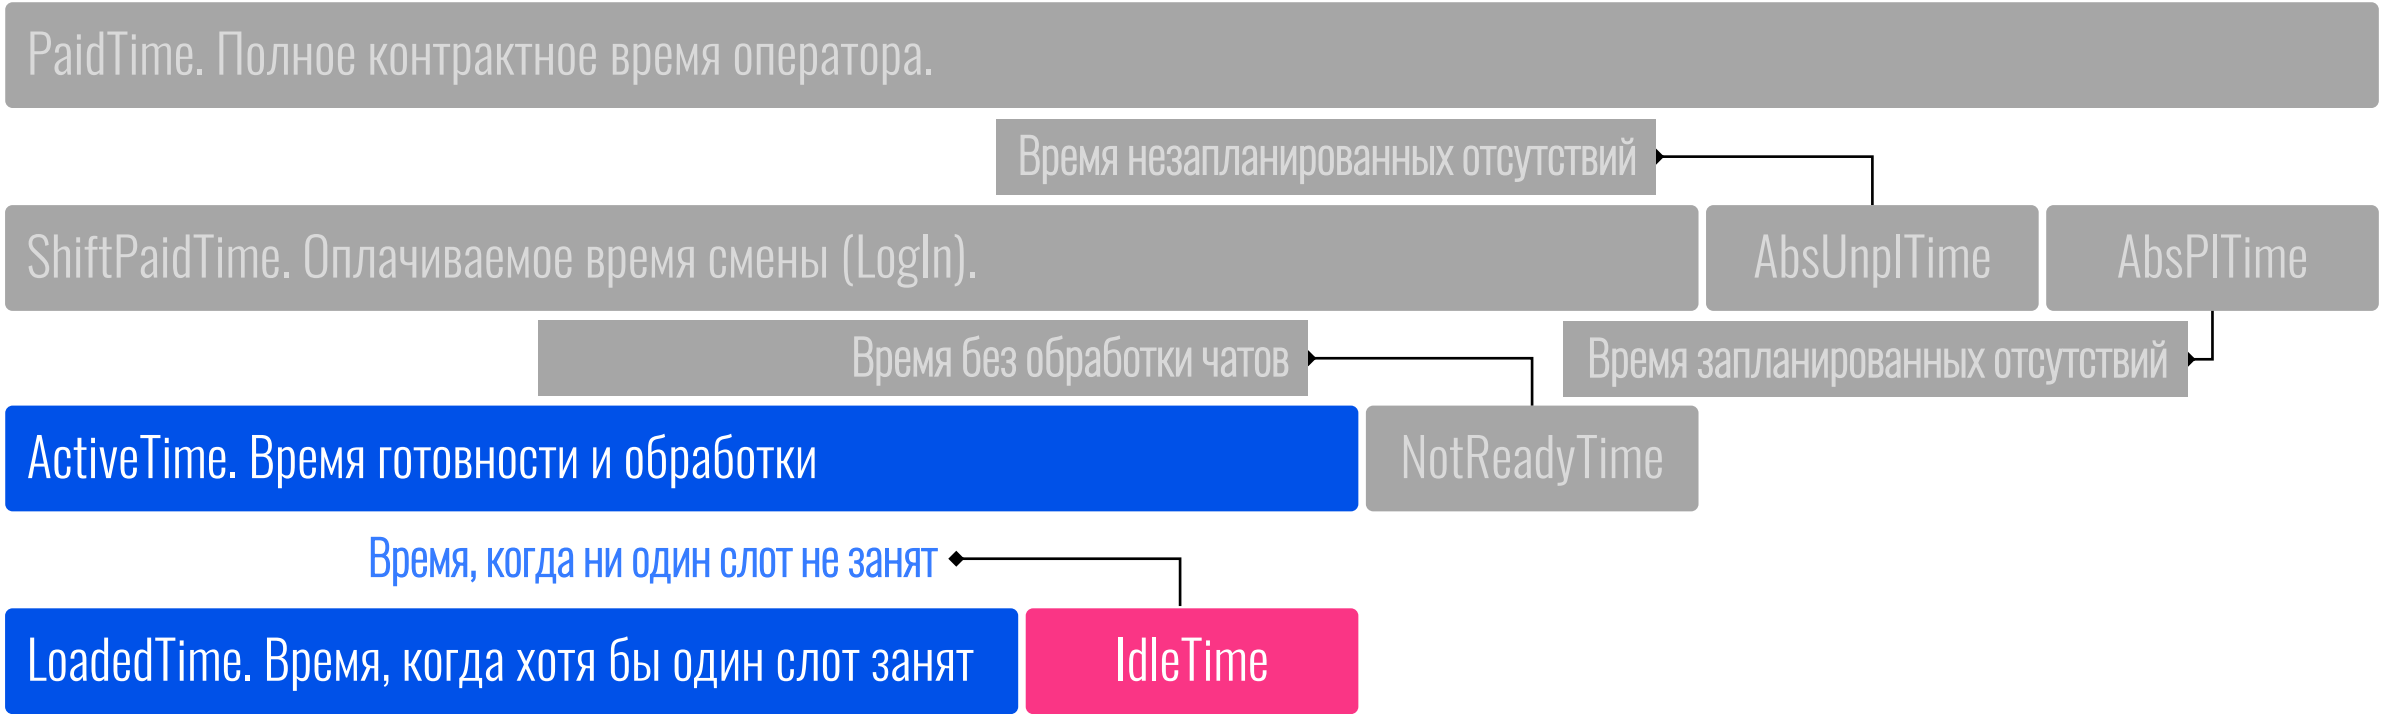 PaidTime. Полное контрактное время оператора.
Время незапланированных отсутствий
ShiftPaidTime. Оплачиваемое время смены (LogIn).
AbsUnplTime
AbsPlTime
Время без обработки чатов
Время запланированных отсутствий
ActiveTime. Время готовности и обработки
NotReadyTime
Время, когда ни один слот не занят
LoadedTime. Время, когда хотя бы один слот занят
IdleTime